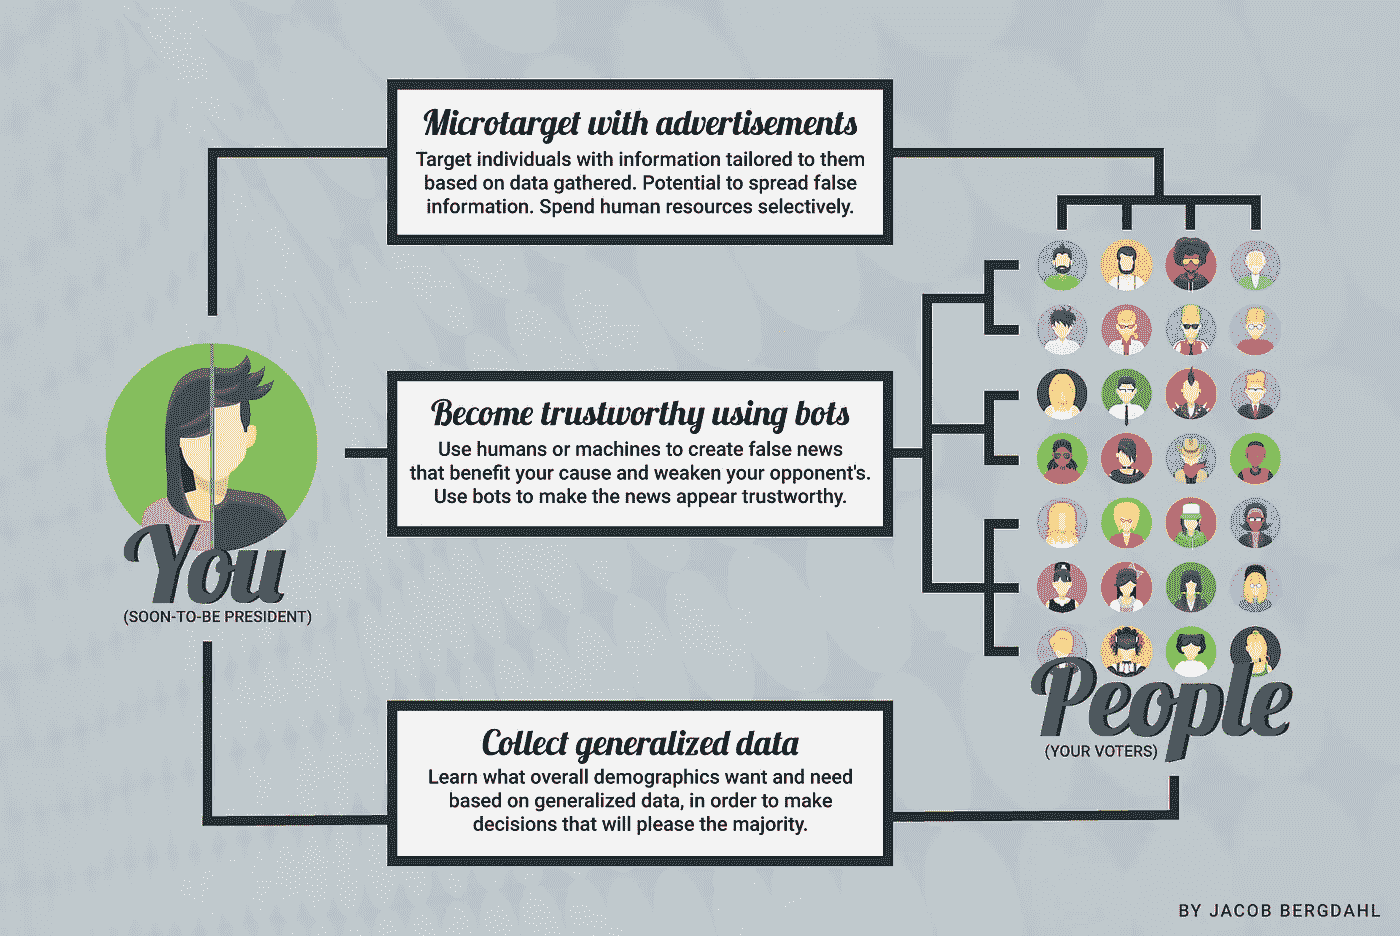 Microtarget with advertisements
Target individuals with information tailored to them
based on data gathered. Potential to spread false
information. Spend human resources selectively.
Become trustworthy using bots
Use humans or machines to create false news
that benefit your cause and weaken your opponent's.
Use bots to make the news appear trustworthy.
You
(SOON-TO-BE PRESIDENT)
People
(YOUR VOTERS)
Collect generalized data
Learn what overall demographics want and need
based on generalized data, in order to make
decisions that will please the majority.
BY JACOB BERGDAHL